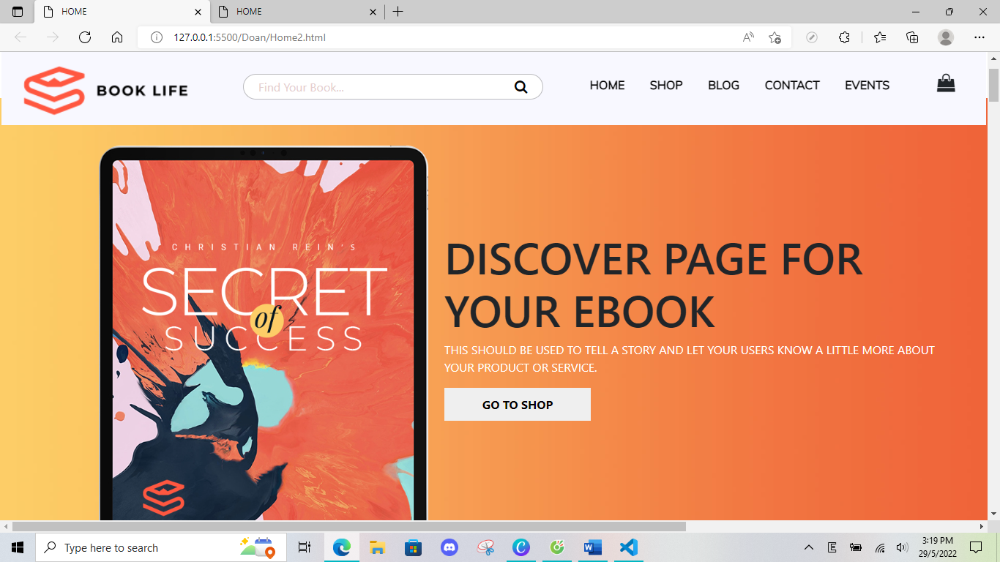 HOME
HOME
127.0.0.1:5500/Doan/Home2.html
BOOK LIFE
Find Your Book...
HOME
SHOP
BLOG
CONTACT
EVENTS
CHRISTIAN REIN'S
SECRET
of
SUCCESS
DISCOVER PAGE FOR
YOUR EBOOK
THIS SHOULD BE USED TO TELL A STORY AND LET YOUR USERS KNOW A LITTLE MORE ABOUT
YOUR PRODUCT OR SERVICE.
GO TO SHOP
Type here to search
3:19 PM
29/5/2022